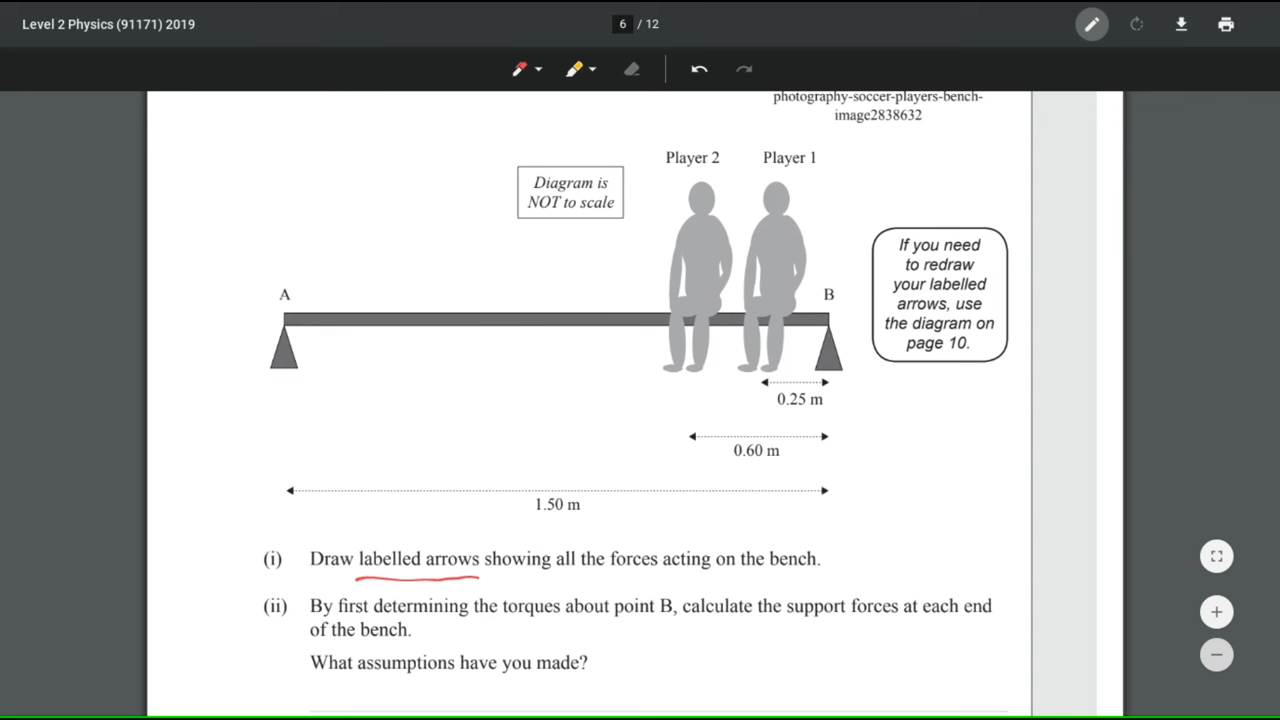 Level 2 Physics (91171) 2019
6 / 12
photography-soccer-players-bench-
image2838632
Player 2
Player 1
Diagram is
NOT to scale
If you need
to redraw
your labelled
arrows, use
the diagram on
page 10.
A
B
0.25 m
0.60 m
1.50 m
(i) Draw labelled arrows showing all the forces acting on the bench.
(ii) By first determining the torques about point B, calculate the support forces at each end
of the bench.
What assumptions have you made?